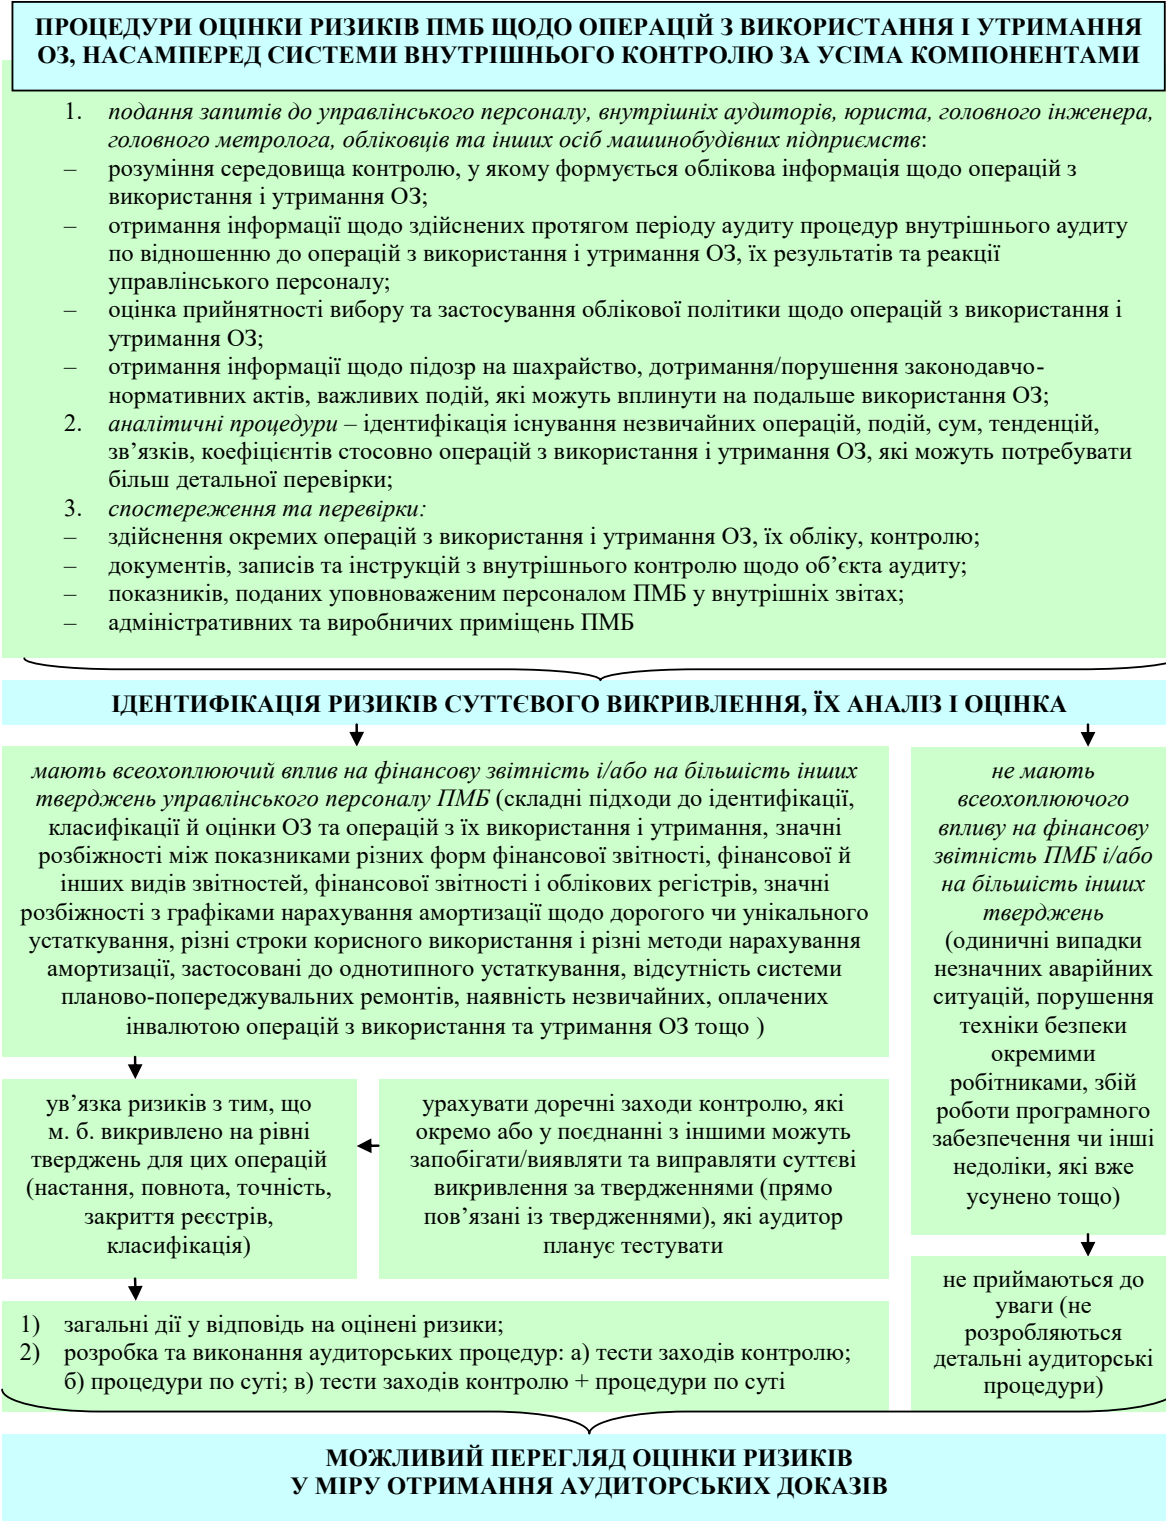 ПРОЦЕДУРИ ОЦІНКИ РИЗИКІВ ПМБ ЩОДО ОПЕРАЦІЙ З ВИКОРИСТАННЯ І УТРИМАННЯ
ОЗ, НАСАМПЕРЕД СИСТЕМИ ВНУТРІШНЬОГО КОНТРОЛЮ ЗА УСІМА КОМПОНЕНТАМИ
1. подання запитів до управлінського персоналу, внутрішніх аудиторів, юриста, головного інженера,
головного метролога, обліковців та інших осіб машинобудівних підприємств:
– розуміння середовища контролю, у якому формується облікова інформація щодо операцій з
використання і утримання ОЗ;
– отримання інформації щодо здійснених протягом періоду аудиту процедур внутрішнього аудиту
по відношенню до операцій з використання і утримання ОЗ, їх результатів та реакції
управлінського персоналу;
– оцінка прийнятності вибору та застосування облікової політики щодо операцій з використання і
утримання ОЗ;
– отримання інформації щодо підозр на шахрайство, дотримання/порушення законодавчо-
нормативних актів, важливих подій, які можуть вплинути на подальше використання ОЗ;
2. аналітичні процедури – ідентифікація існування незвичайних операцій, подій, сум, тенденцій,
зв’язків, коефіцієнтів стосовно операцій з використання і утримання ОЗ, які можуть потребувати
більш детальної перевірки;
3. спостереження та перевірки:
– здійснення окремих операцій з використання і утримання ОЗ, їх обліку, контролю;
– документів, записів та інструкцій з внутрішнього контролю щодо об’єкта аудиту;
– показників, поданих уповноваженим персоналом ПМБ у внутрішніх звітах;
– адміністративних та виробничих приміщень ПМБ
ІДЕНТИФІКАЦІЯ РИЗИКІВ СУТТЄВОГО ВИКРИВЛЕННЯ, ЇХ АНАЛІЗ І ОЦІНКА
мають всеохоплюючий вплив на фінансову звітність і/або на більшість інших
тверджень управлінського персоналу ПМБ (складні підходи до ідентифікації,
класифікації й оцінки ОЗ та операцій з їх використання і утримання, значні
розбіжності між показниками різних форм фінансової звітності, фінансової й
інших видів звітностей, фінансової звітності і облікових регістрів, значні
розбіжності з графіками нарахування амортизації щодо дорогого чи унікального
устаткування, різні строки корисного використання і різні методи нарахування
амортизації, застосовані до однотипного устаткування, відсутність системи
планово-попереджувальних ремонтів, наявність незвичайних, оплачених
інвалютою операцій з використання та утримання ОЗ тощо )
не мають
всеохоплюючого
впливу на фінансову
звітність ПМБ і/або
на більшість інших
тверджень
(одиничні випадки
незначних аварійних
ситуацій, порушення
техніки безпеки
окремими
робітниками, збій
роботи програмного
забезпечення чи інші
недоліки, які вже
усунено тощо)
ув’язка ризиків з тим, що
м. б. викривлено на рівні
тверджень для цих операцій
(настання, повнота, точність,
закриття реєстрів,
класифікація)
урахувати доречні заходи контролю, які
окремо або у поєднанні з іншими можуть
запобігати/виявляти та виправляти суттєві
викривлення за твердженнями (прямо
пов’язані із твердженнями), які аудитор
планує тестувати
не приймаються до
уваги (не
розробляються
детальні аудиторські
процедури)
1) загальні дії у відповідь на оцінені ризики;
2) розробка та виконання аудиторських процедур: а) тести заходів контролю;
б) процедури по суті; в) тести заходів контролю + процедури по суті
МОЖЛИВИЙ ПЕРЕГЛЯД ОЦІНКИ РИЗИКІВ
У МІРУ ОТРИМАННЯ АУДИТОРСЬКИХ ДОКАЗІВ